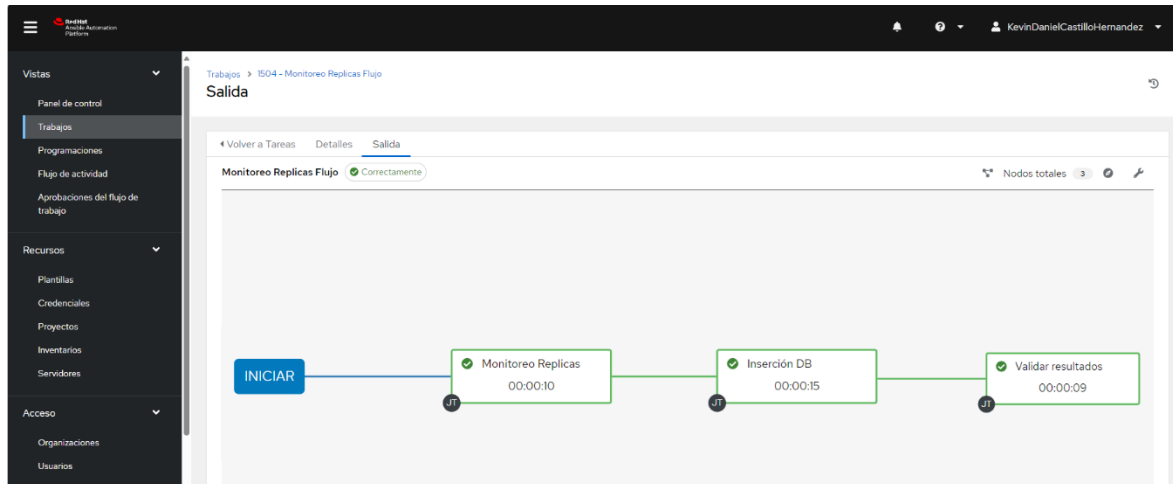 Red Hat
Ansible Automation
Platform
KevinDanielCastilloHernandez
Vistas
Panel de control
Trabajos
Programaciones
Flujo de actividad
Aprobaciones del flujo de
trabajo
Recursos
Plantillas
Credenciales
Proyectos
Inventarios
Servidores
Acceso
Organizaciones
Usuarios
Trabajos > 1504 - Monitoreo Replicas Flujo
Salida
Volver a Tareas Detalles Salida
Monitoreo Replicas Flujo Correctamente
Nodos totales 3
INICIAR
Monitoreo Replicas
00:00:10
JT
Inserción DB
00:00:15
JT
Validar resultados
00:00:09
JT